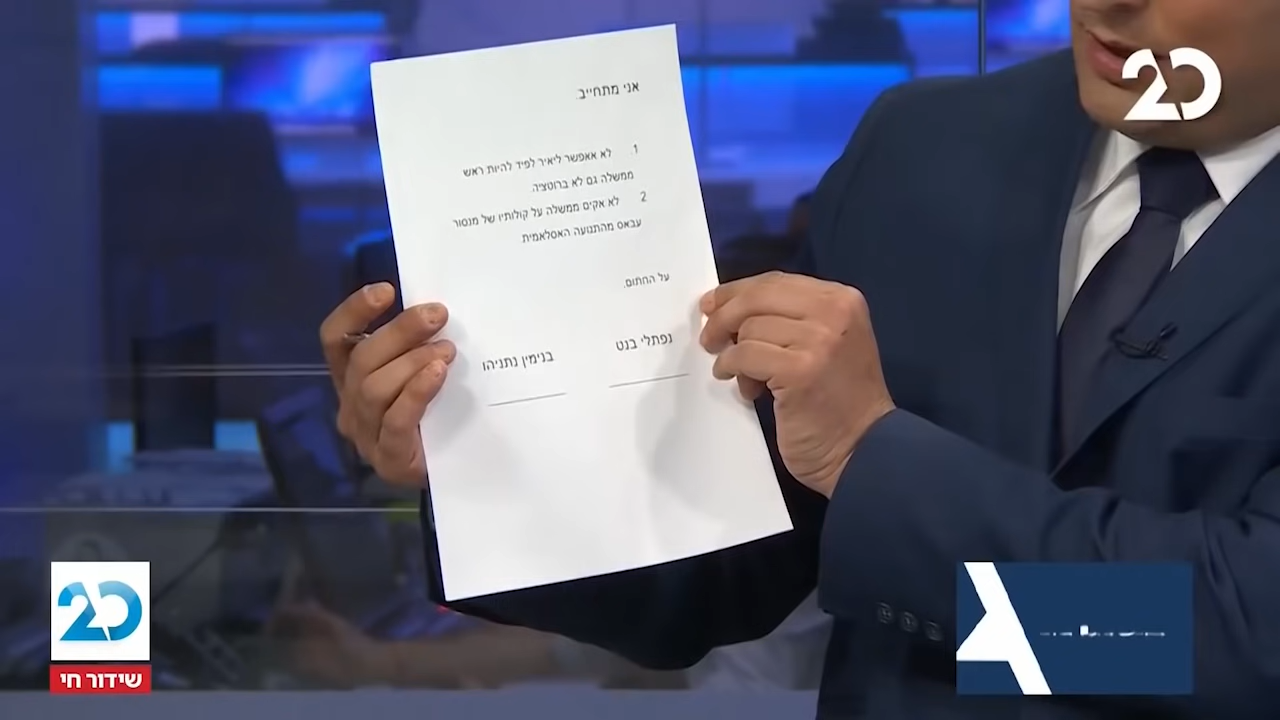 20
אני מתחייב.
1. לא אאפשר ליאיר לפיד להיות ראש
ממשלה גם לא ברוטציה.
2 לא אקים ממשלה על קולותיו של מנסור
עבאס מהתנועה האסלאמית
על החתום.
נפתלי בנט
בנימין נתניהו
20
שידור חי